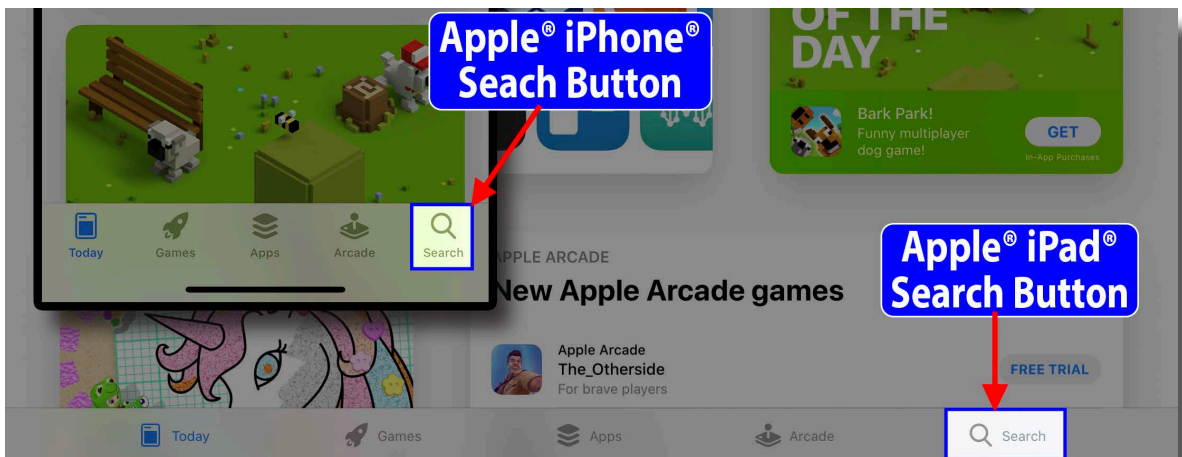 Apple® iPhone®
Seach Button
OF THE
DAY
Bark Park!
Funny multiplayer
dog game!
GET
In-App Purchases
Today
Games
Apps
Arcade
Search
APPLE ARCADE
New Apple Arcade games
Apple® iPad®
Search Button
Apple Arcade
The_Otherside
For brave players
FREE TRIAL
Today
Games
Apps
Arcade
Search